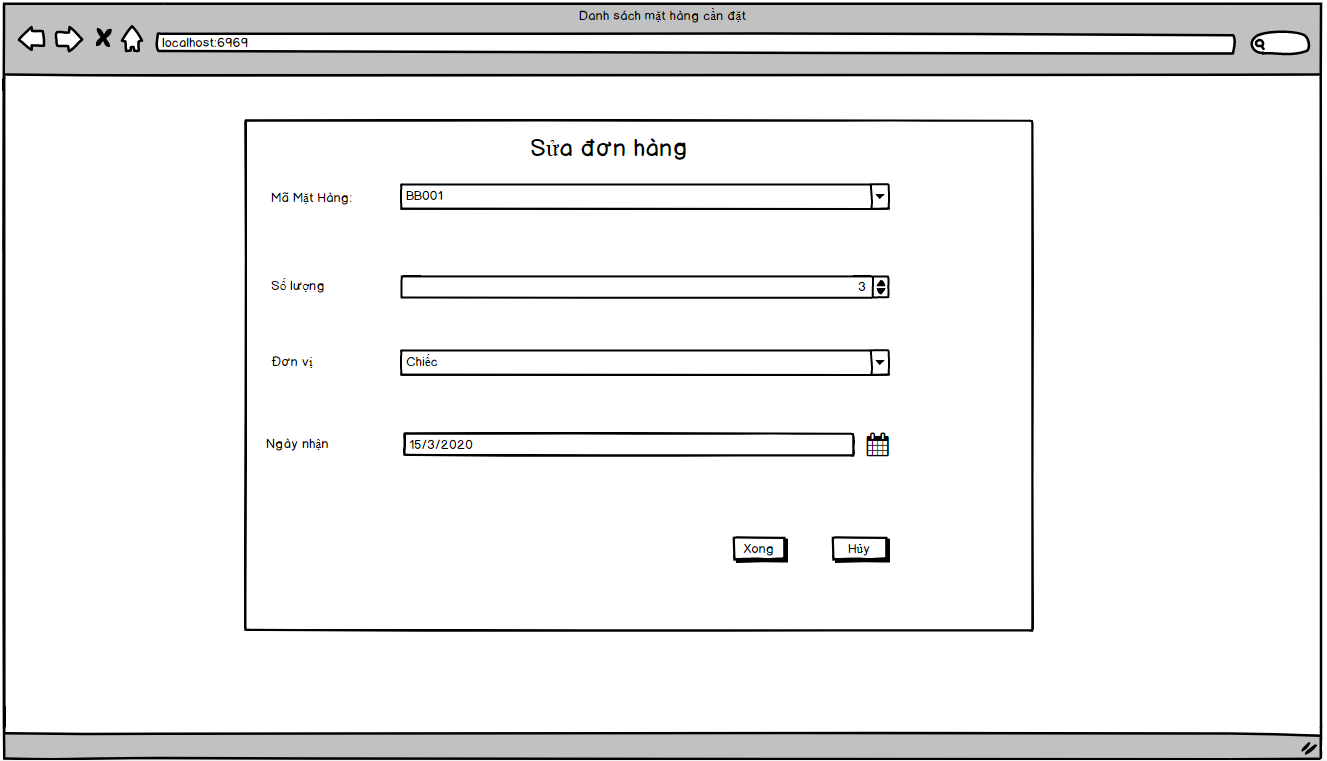 Danh sách mặt hàng cần đặt
localhost:6969
Sửa đơn hàng
Mã Mặt Hàng:
BB001
Số lượng
3
Đơn vị
Chiếc
Ngày nhận
15/3/2020
Xong
Hủy